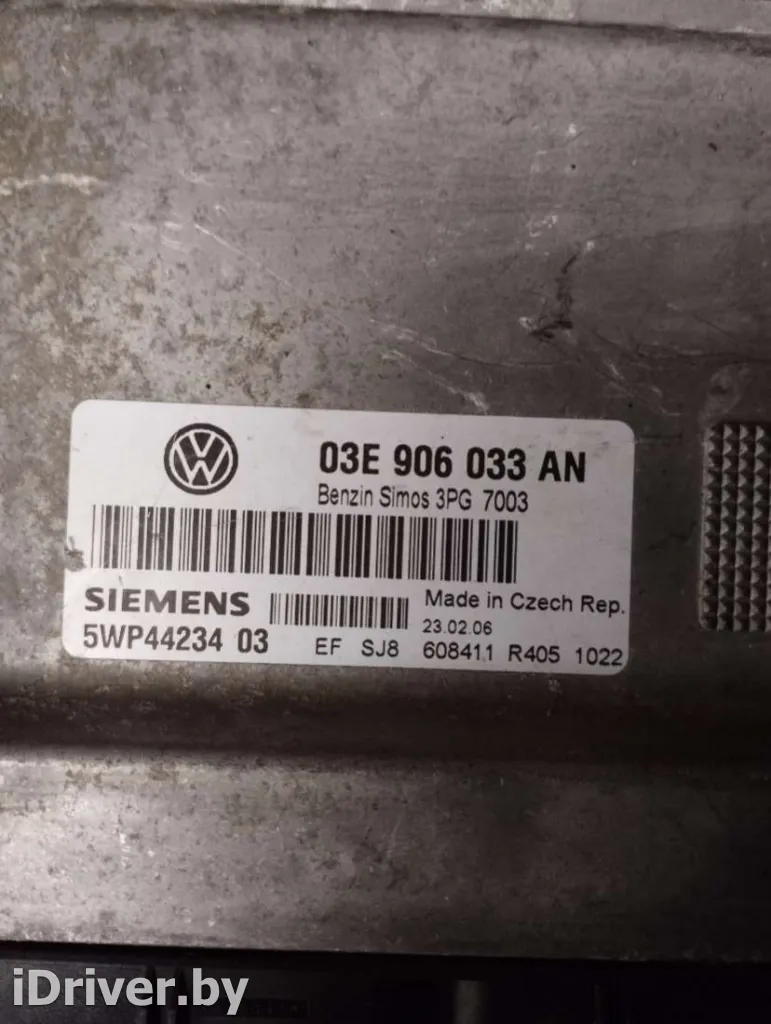 03E 906 033 AN
Benzin Simos 3PG 7003
SIEMENS
Made in Czech Rep.
23.02.06
5WP44234 03
EF SJ8 608411 R405 1022
iDriver.by